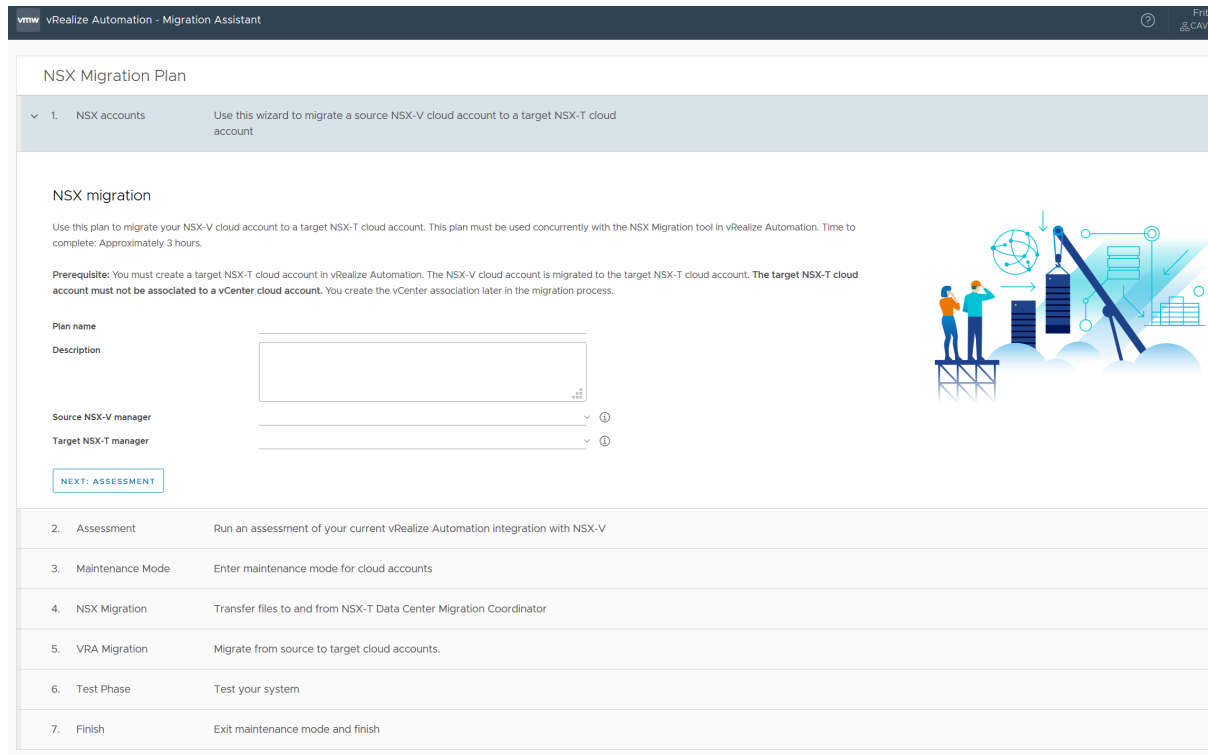 vmw vRealize Automation - Migration Assistant
NSX Migration Plan
1. NSX accounts Use this wizard to migrate a source NSX-V cloud account to a target NSX-T cloud
account
NSX migration
Use this plan to migrate your NSX-V cloud account to a target NSX-T cloud account. This plan must be used concurrently with the NSX Migration tool in vRealize Automation. Time to
complete: Approximately 3 hours.
Prerequisite: You must create a target NSX-T cloud account in vRealize Automation. The NSX-V cloud account is migrated to the target NSX-T cloud account. The target NSX-T cloud
account must not be associated to a vCenter cloud account. You create the vCenter association later in the migration process.
Plan name
Description
Source NSX-V manager
Target NSX-T manager
NEXT: ASSESSMENT
2. Assessment Run an assessment of your current vRealize Automation integration with NSX-V
3. Maintenance Mode Enter maintenance mode for cloud accounts
4. NSX Migration Transfer files to and from NSX-T Data Center Migration Coordinator
5. VRA Migration Migrate from source to target cloud accounts.
6. Test Phase Test your system
7. Finish Exit maintenance mode and finish